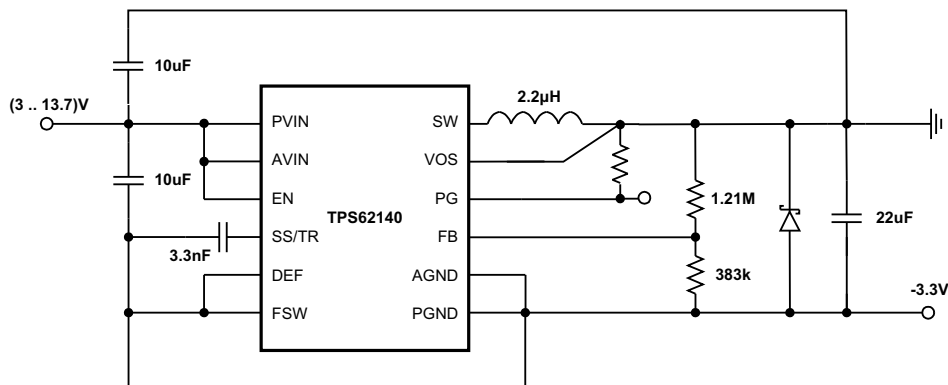 10uF
(3 .. 13.7)V
10uF
3.3nF
PVIN
AVIN
EN
SS/TR
DEF
FSW
TPS62140
SW
VOS
PG
FB
AGND
PGND
2.2µH
1.21M
383k
22uF
-3.3V